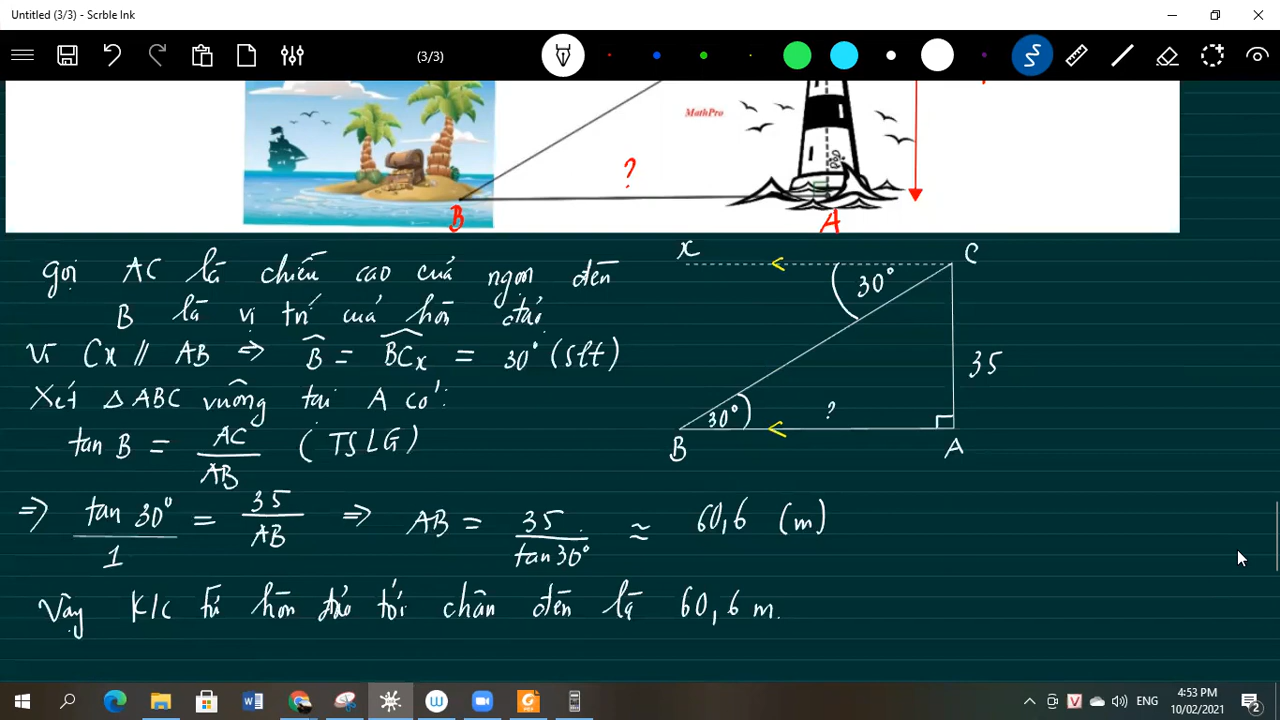 Untitled (3/3) - Scrble Ink
(3/3)
MathPro
?
B
A
Gọi AC là chiều cao của ngọn đèn
B là vị trí của hòn đảo
Vì Cx // AB ⇒ B̂ = BCx̂ = 30° (slt)
Xét Δ ABC vuông tại A có:
tan B = AC/AB (TSLG)
⇒ tan 30°/1 = 35/AB ⇒ AB = 35/tan30° ≈ 60,6 (m)
Vậy K/C từ hòn đảo tới chân đèn là 60,6 m.
x
C
30°
35
30°
?
B
A
ENG
4:53 PM
10/02/2021
2